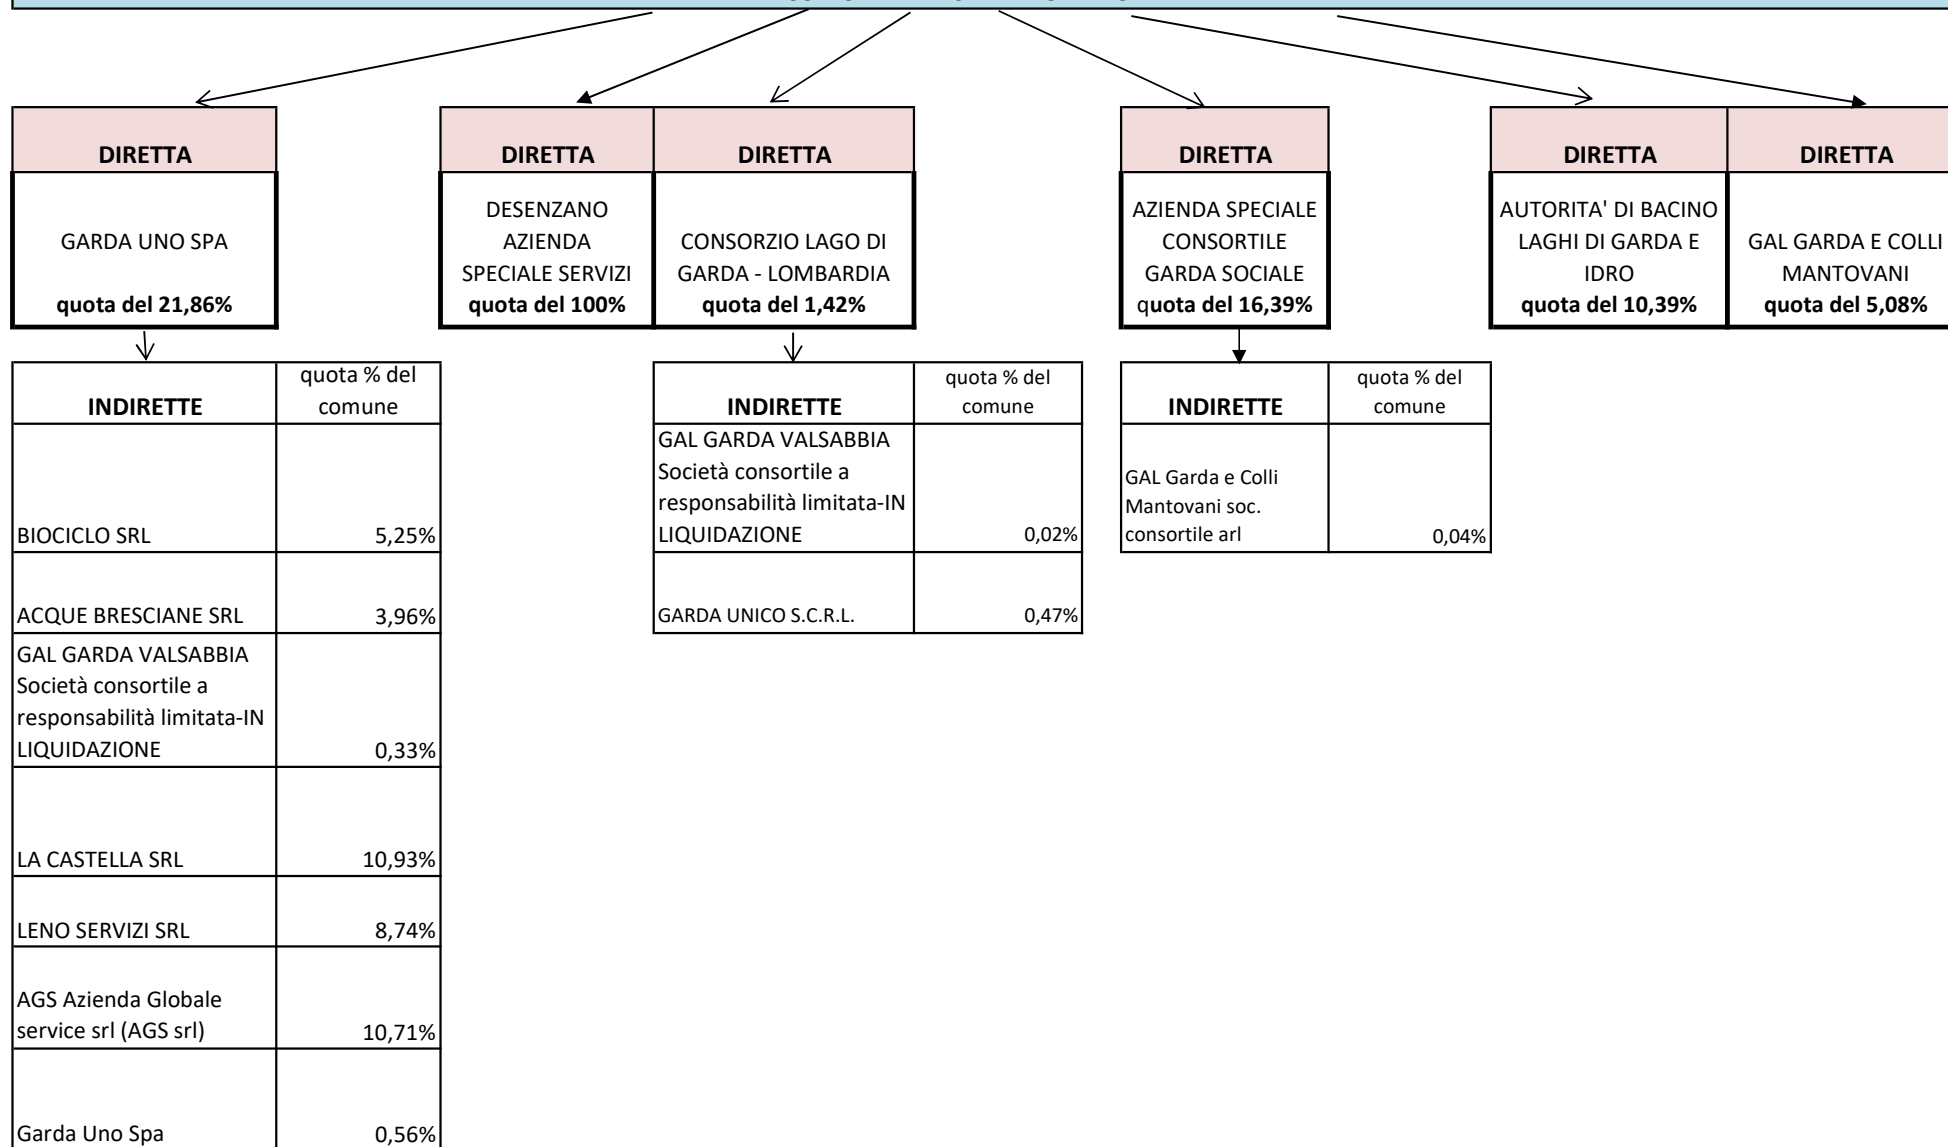 DIRETTA
GARDA UNO SPA
quota del 21,86%
DIRETTA
DESENZANO
AZIENDA
SPECIALE SERVIZI
quota del 100%
DIRETTA
CONSORZIO LAGO DI
GARDA - LOMBARDIA
quota del 1,42%
DIRETTA
AZIENDA SPECIALE
CONSORTILE
GARDA SOCIALE
quota del 16,39%
DIRETTA
AUTORITA' DI BACINO
LAGHI DI GARDA E
IDRO
quota del 10,39%
DIRETTA
GAL GARDA E COLLI
MANTOVANI
quota del 5,08%
INDIRETTE
quota % del
comune
BIOCICLO SRL
5,25%
ACQUE BRESCIANE SRL
3,96%
GAL GARDA VALSABBIA
Società consortile a
responsabilità limitata-IN
LIQUIDAZIONE
0,33%
LA CASTELLA SRL
10,93%
LENO SERVIZI SRL
8,74%
AGS Azienda Globale
service srl (AGS srl)
10,71%
Garda Uno Spa
0,56%
INDIRETTE
quota % del
comune
GAL GARDA VALSABBIA
Società consortile a
responsabilità limitata-IN
LIQUIDAZIONE
0,02%
GARDA UNICO S.C.R.L.
0,47%
INDIRETTE
quota % del
comune
GAL Garda e Colli
Mantovani soc.
consortile arl
0,04%